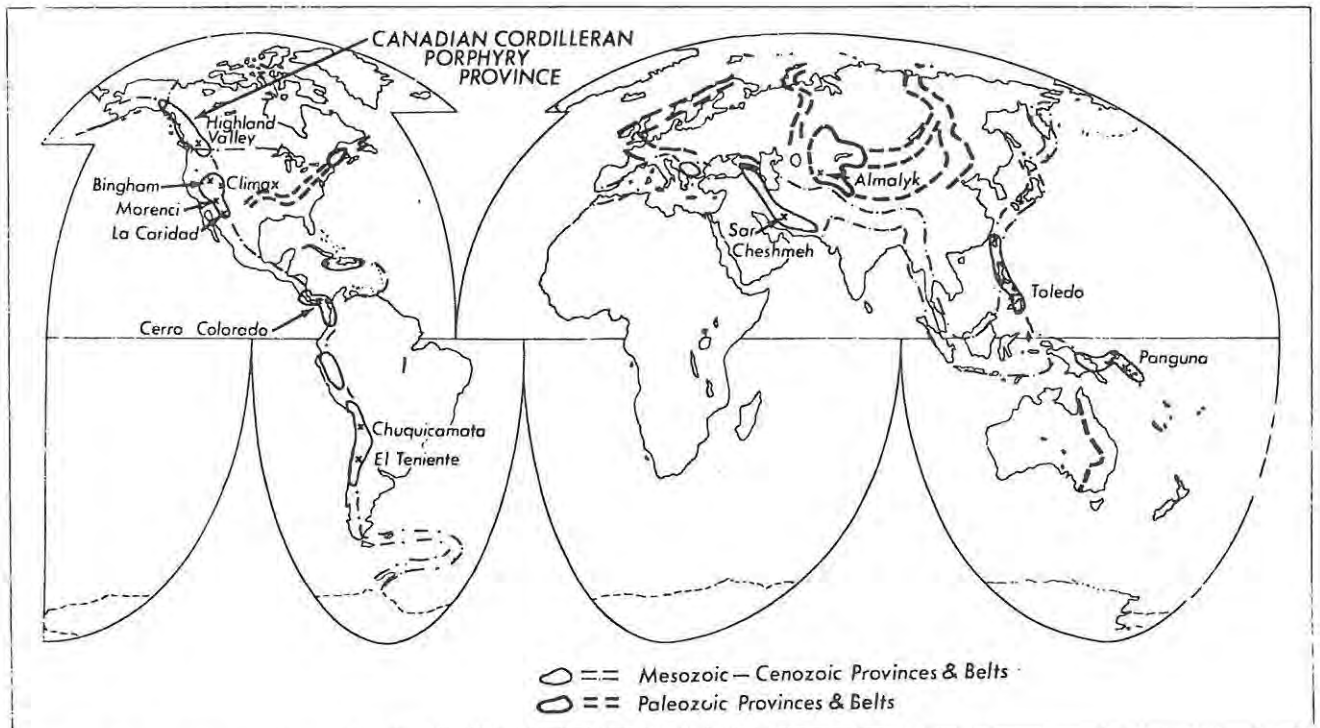 CANADIAN CORDILLERAN
PORPHYRY
PROVINCE
Highland
Valley
Bingham
Climax
Morenci
La Caridad
Cerro Colorado
Chuquicamata
El Teniente
Almalyk
Sar
Cheshmeh
Toledo
Panguna
Mesozoic — Cenozoic Provinces & Belts
Paleozoic Provinces & Belts